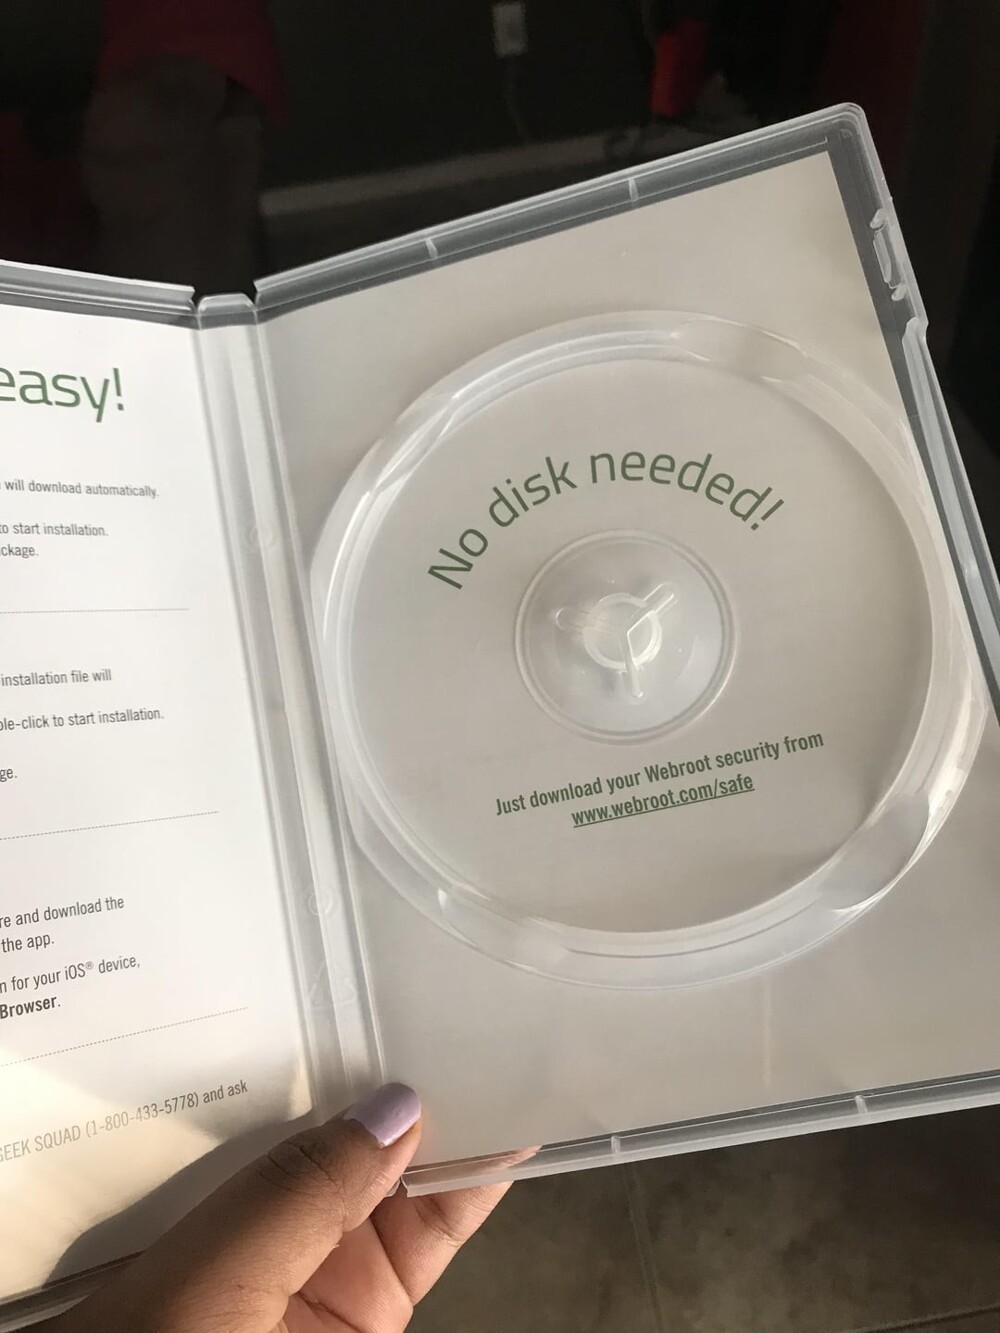 easy!
will download automatically.
to start installation.
ckage.
installation file will
ble-click to start installation.
ge.
re and download the
the app.
n for your iOS® device,
Browser.
GEEK SQUAD (1-800-433-5778) and ask
No disk needed!
Just download your Webroot security from
www.webroot.com/safe